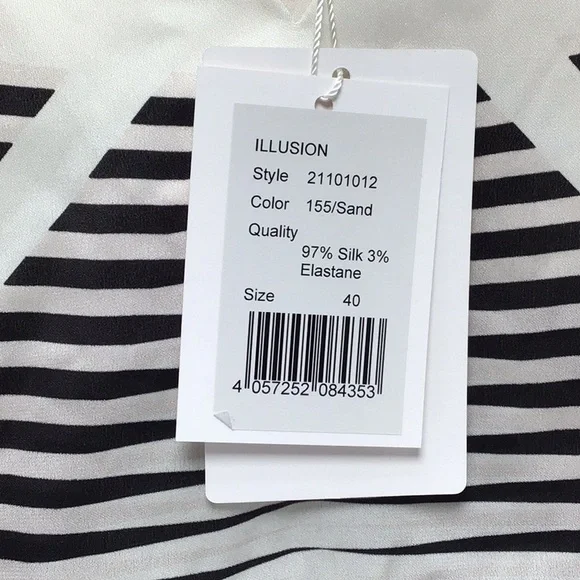 ILLUSION
Style 21101012
Color 155/Sand
Quality
97% Silk 3%
Elastane
Size 40
4 057252 084353